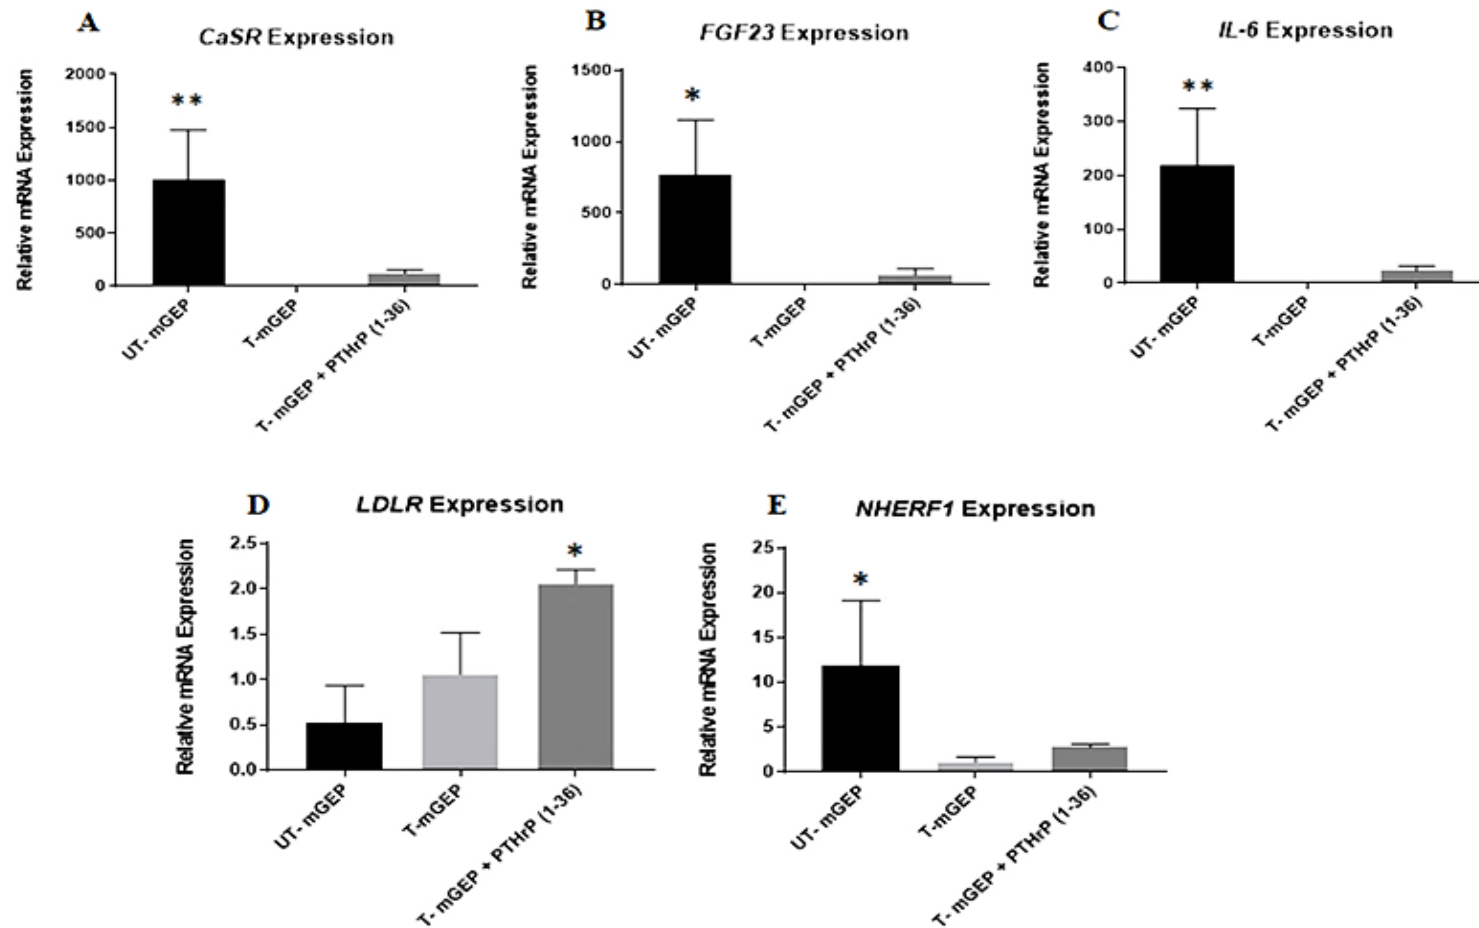 A
CaSR Expression
Relative mRNA Expression
2000
1500
1000
500
0
**
UT- mGEP
T-mGEP
T- mGEP + PTHrP (1-36)
B
FGF23 Expression
Relative mRNA Expression
1500
1000
500
0
*
UT- mGEP
T-mGEP
T- mGEP + PTHrP (1-36)
C
IL-6 Expression
Relative mRNA Expression
400
300
200
100
0
**
UT- mGEP
T-mGEP
T- mGEP + PTHrP (1-36)
D
LDLR Expression
Relative mRNA Expression
2.5
2.0
1.5
1.0
0.5
0.0
*
UT- mGEP
T-mGEP
T- mGEP + PTHrP (1-36)
E
NHERF1 Expression
Relative mRNA Expression
25
20
15
10
5
0
*
UT- mGEP
T-mGEP
T- mGEP + PTHrP (1-36)